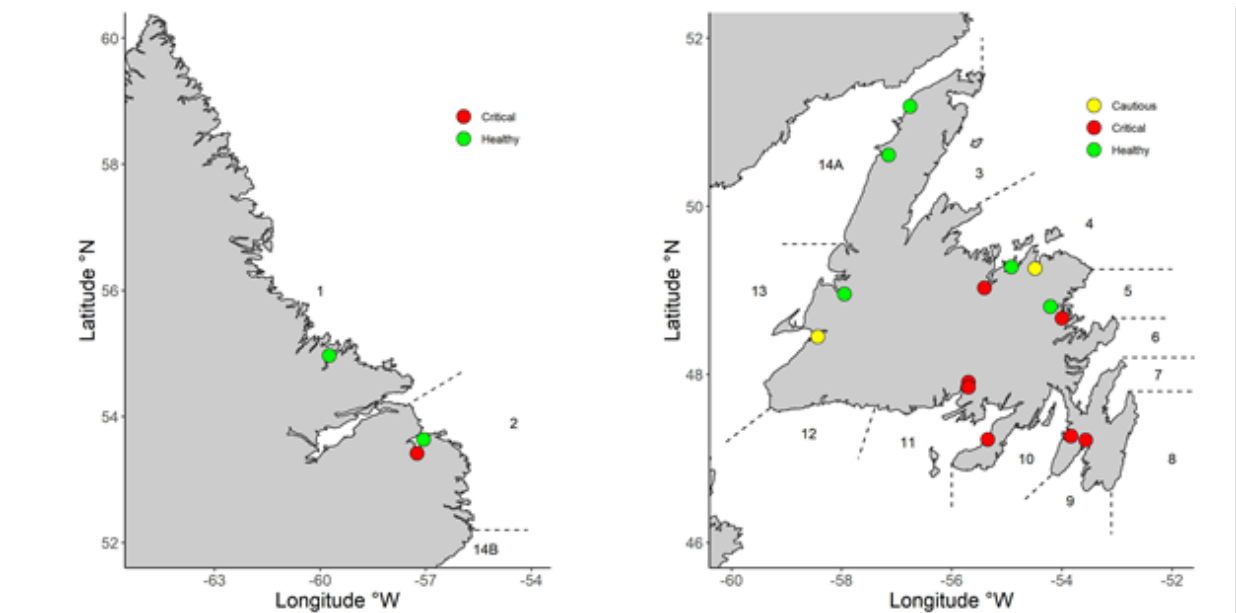 60
58
56
54
52
Latitude °N
-63
-60
-57
-54
Longitude °W
Critical
Healthy
1
2
14B
52
50
48
46
Latitude °N
-60
-58
-56
-54
-52
Longitude °W
Cautious
Critical
Healthy
14A
3
4
13
5
6
7
12
11
10
8
9